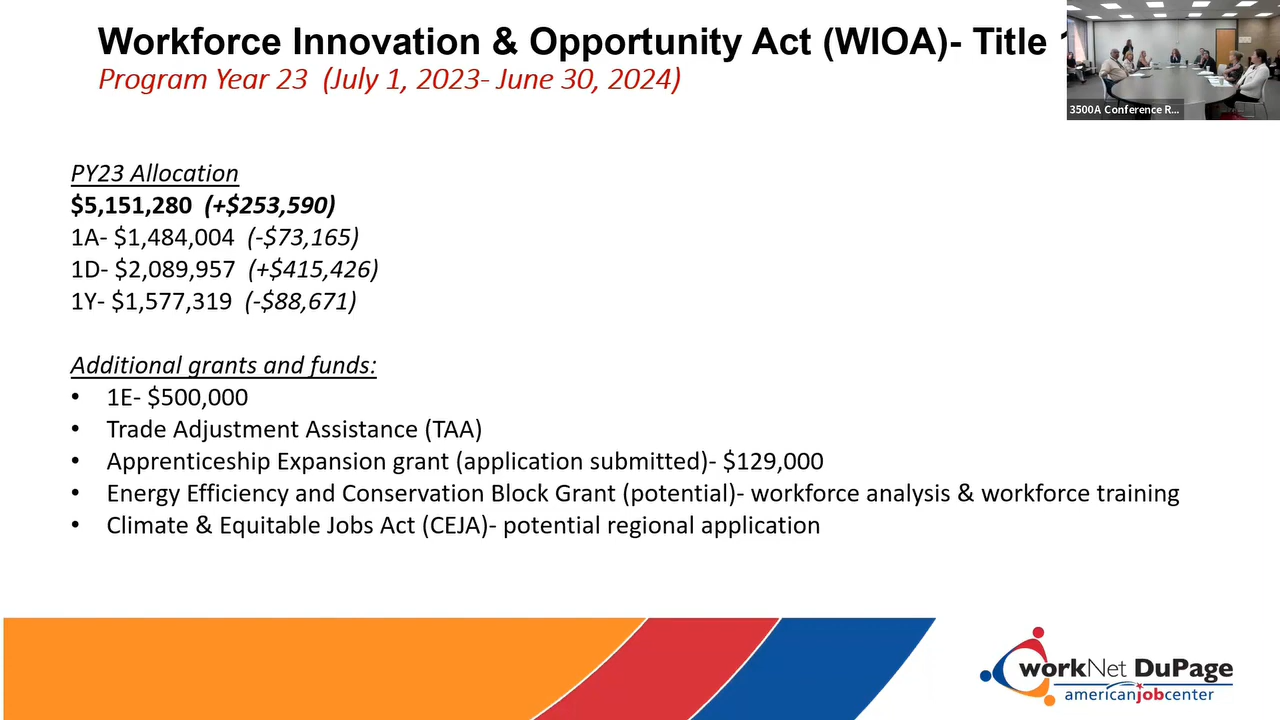 Workforce Innovation & Opportunity Act (WIOA)- Title
Program Year 23 (July 1, 2023- June 30, 2024)
3500A Conference R...
PY23 Allocation
$5,151,280 (+$253,590)
1A- $1,484,004 (-$73,165)
1D- $2,089,957 (+$415,426)
1Y- $1,577,319 (-$88,671)
Additional grants and funds:
• 1E- $500,000
• Trade Adjustment Assistance (TAA)
• Apprenticeship Expansion grant (application submitted)- $129,000
• Energy Efficiency and Conservation Block Grant (potential)- workforce analysis & workforce training
• Climate & Equitable Jobs Act (CEJA)- potential regional application
workNet DuPage
americanjobcenter